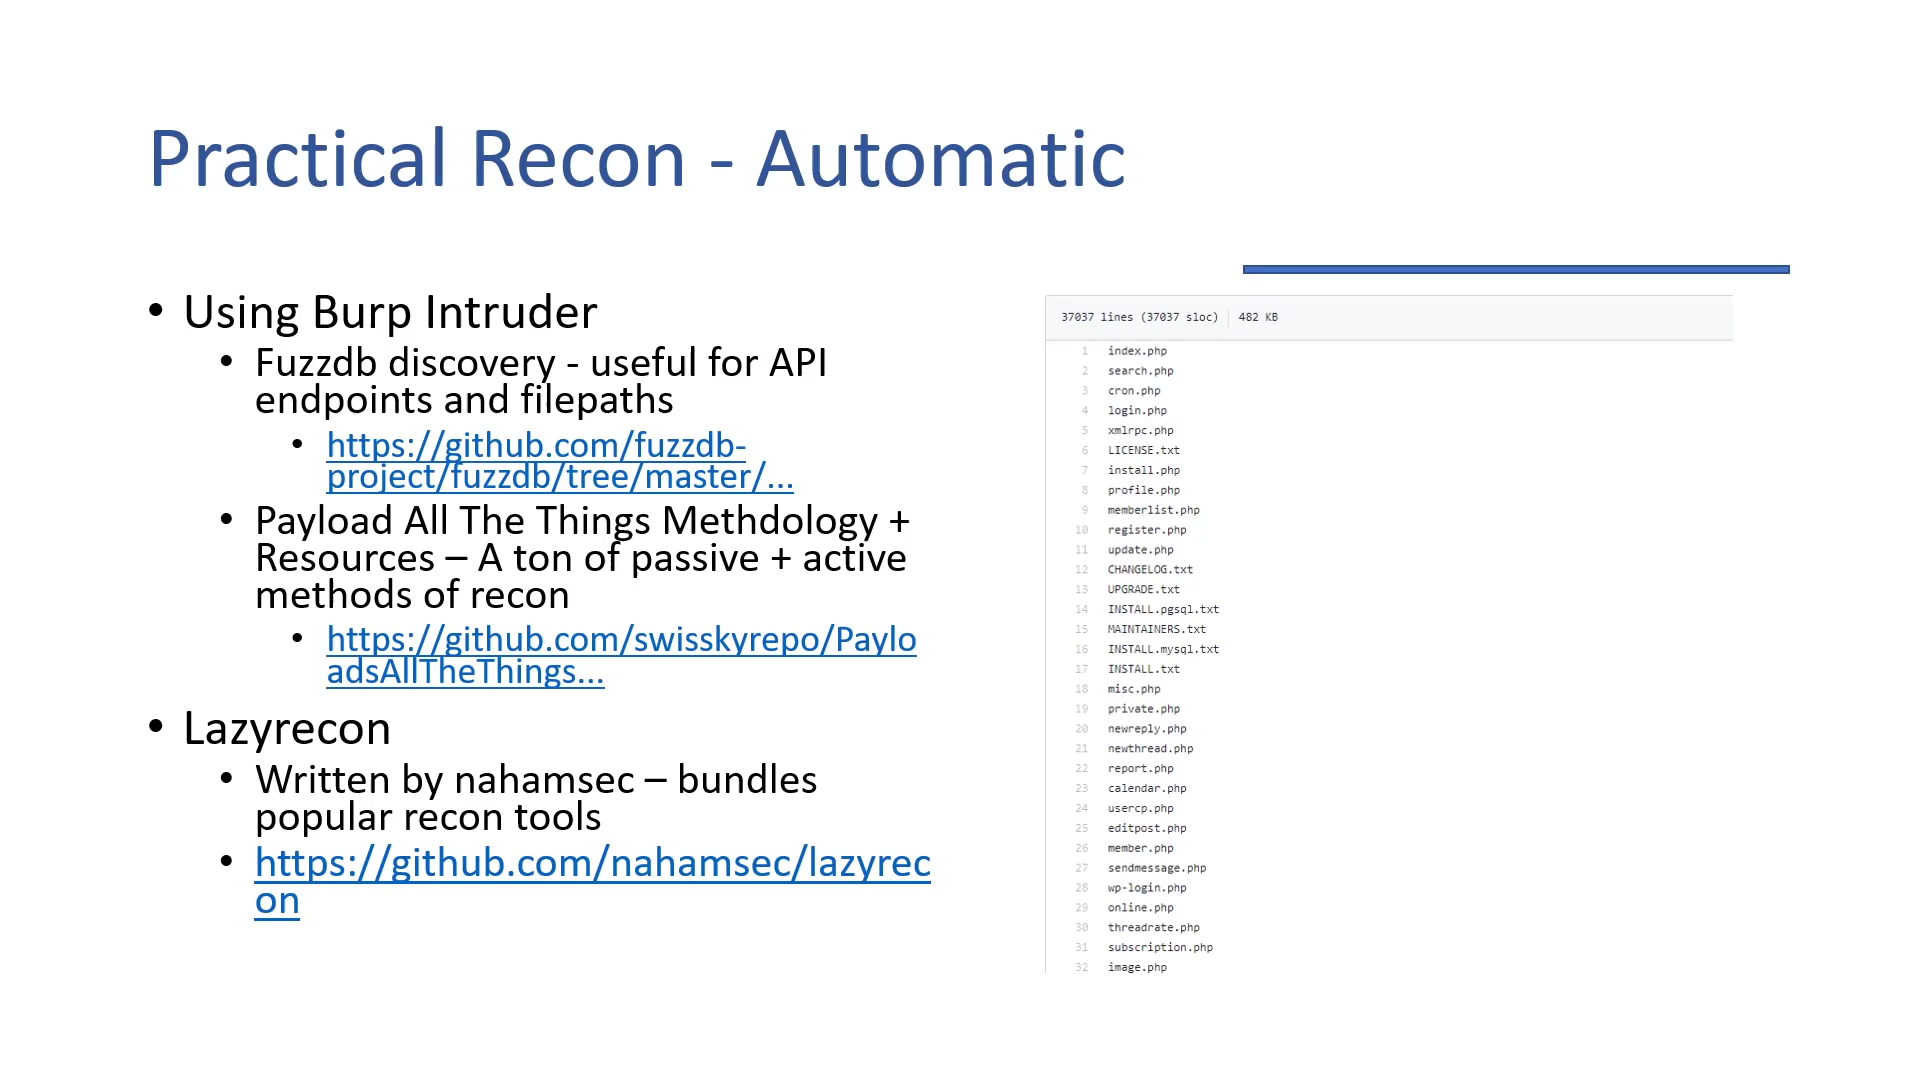 Practical Recon - Automatic
• Using Burp Intruder
• Fuzzdb discovery - useful for API
endpoints and filepaths
• https://github.com/fuzzdb-
project/fuzzdb/tree/master/...
• Payload All The Things Methdology +
Resources – A ton of passive + active
methods of recon
• https://github.com/swisskyrepo/Paylo
adsAllTheThings...
• Lazyrecon
• Written by nahamsec – bundles
popular recon tools
• https://github.com/nahamsec/lazyrec
on
37037 lines (37037 sloc) 482 KB
1 index.php
2 search.php
3 cron.php
4 login.php
5 xmlrpc.php
6 LICENSE.txt
7 install.php
8 profile.php
9 memberlist.php
10 register.php
11 update.php
12 CHANGELOG.txt
13 UPGRADE.txt
14 INSTALL.pgsql.txt
15 MAINTAINERS.txt
16 INSTALL.mysql.txt
17 INSTALL.txt
18 misc.php
19 private.php
20 newreply.php
21 newthread.php
22 report.php
23 calendar.php
24 usercp.php
25 editpost.php
26 member.php
27 sendmessage.php
28 wp-login.php
29 online.php
30 threadrate.php
31 subscription.php
32 image.php